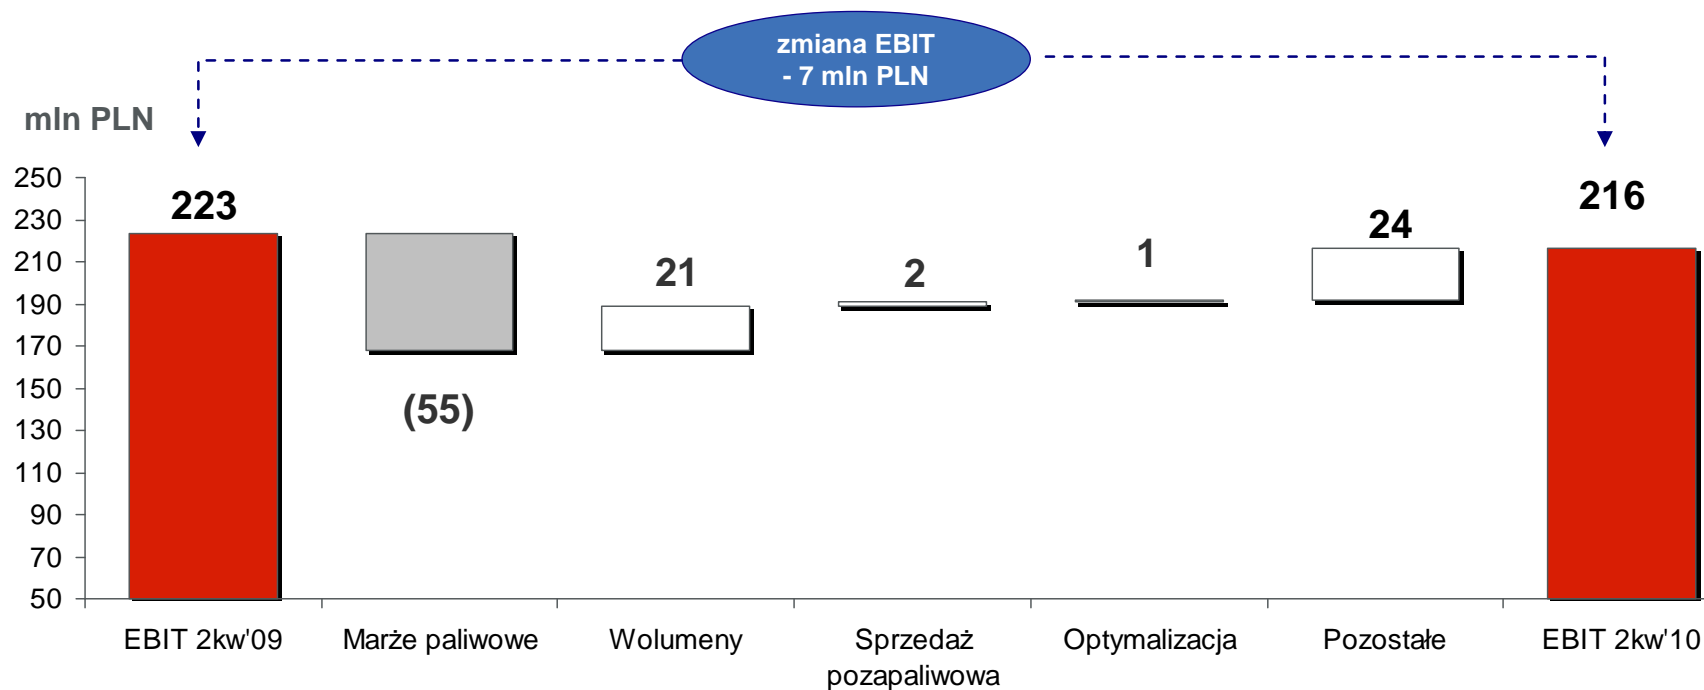 zmiana EBIT
- 7 mln PLN
mln PLN
250
230
210
190
170
150
130
110
90
70
50
223
(55)
21
2
1
24
216
EBIT 2kw'09
Marże paliwowe
Wolumeny
Sprzedaż
pozapaliwowa
Optymalizacja
Pozostałe
EBIT 2kw'10